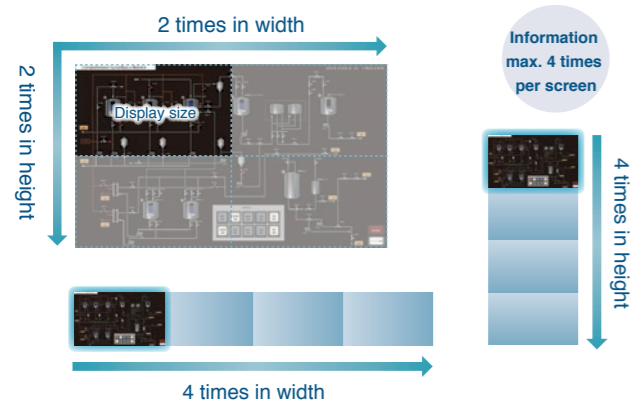 2 times in width
Information
max. 4 times
per screen
2 times in height
Display size
4 times in height
4 times in width